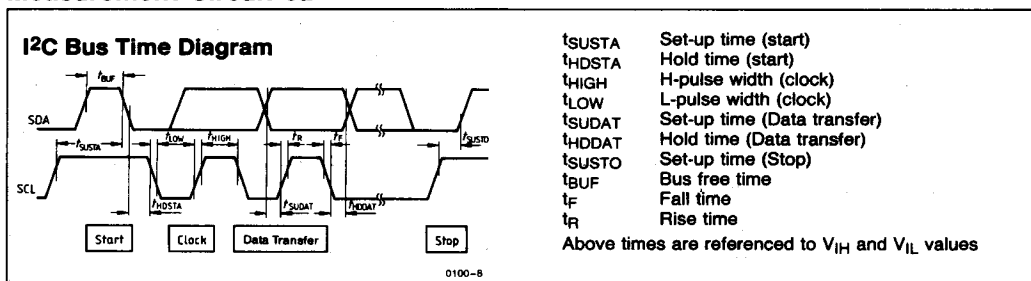 I2C Bus Time Diagram
tBUF
SDA
tLOW
tHIGH
tR
tF
tSUSTO
tSUSTA
SCL
tHDSTA
tSUDAT
tHDDAT
Start
Clock
Data Transfer
Stop
0100-8
tSUSTA Set-up time (start)
tHDSTA Hold time (start)
tHIGH H-pulse width (clock)
tLOW L-pulse width (clock)
tSUDAT Set-up time (Data transfer)
tHDDAT Hold time (Data transfer)
tSUSTO Set-up time (Stop)
tBUF Bus free time
tF Fall time
tR Rise time
Above times are referenced to VIH and VIL values